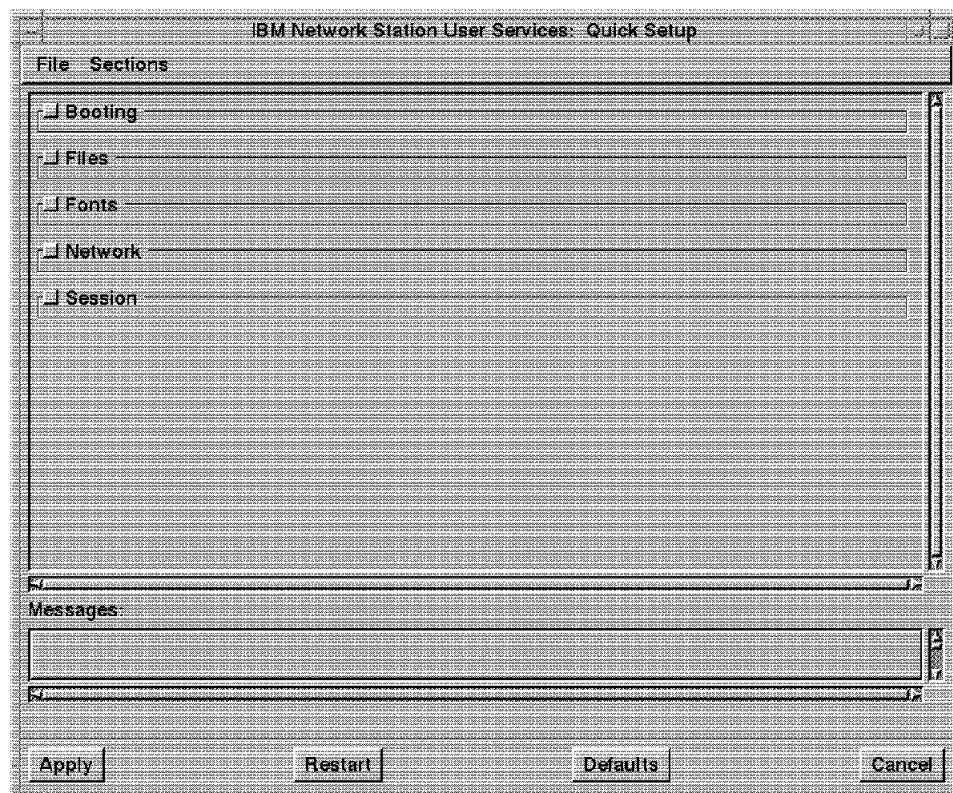 IBM Network Station User Services: Quick Setup
File Sections
Booting
Files
Fonts
Network
Session
Messages:
Apply Restart Defaults Cancel